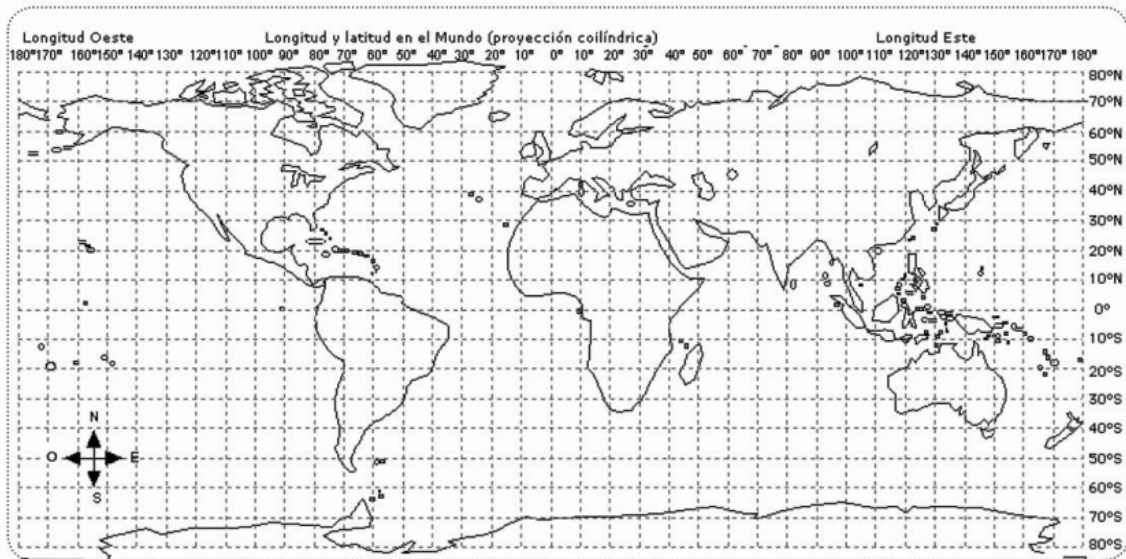 Longitud Oeste Longitud y latitud en el Mundo (proyección coilíndrica) Longitud Este
180°170° 150° 120°110° 100° 90° 80° 70° 60° 50° 40° 30° 20° 10° 0° 10° 20° 30° 40° 50° 60° 70° 80° 90° 100° 110° 120° 130°140° 150°160°170° 180°
80°N
70°N
60°N
50°N
40°N
30°N
20°N
10°N
0°
10°S
20°S
30°S
40°S
N
O E
50°S
S
60°S
70°S
80°S